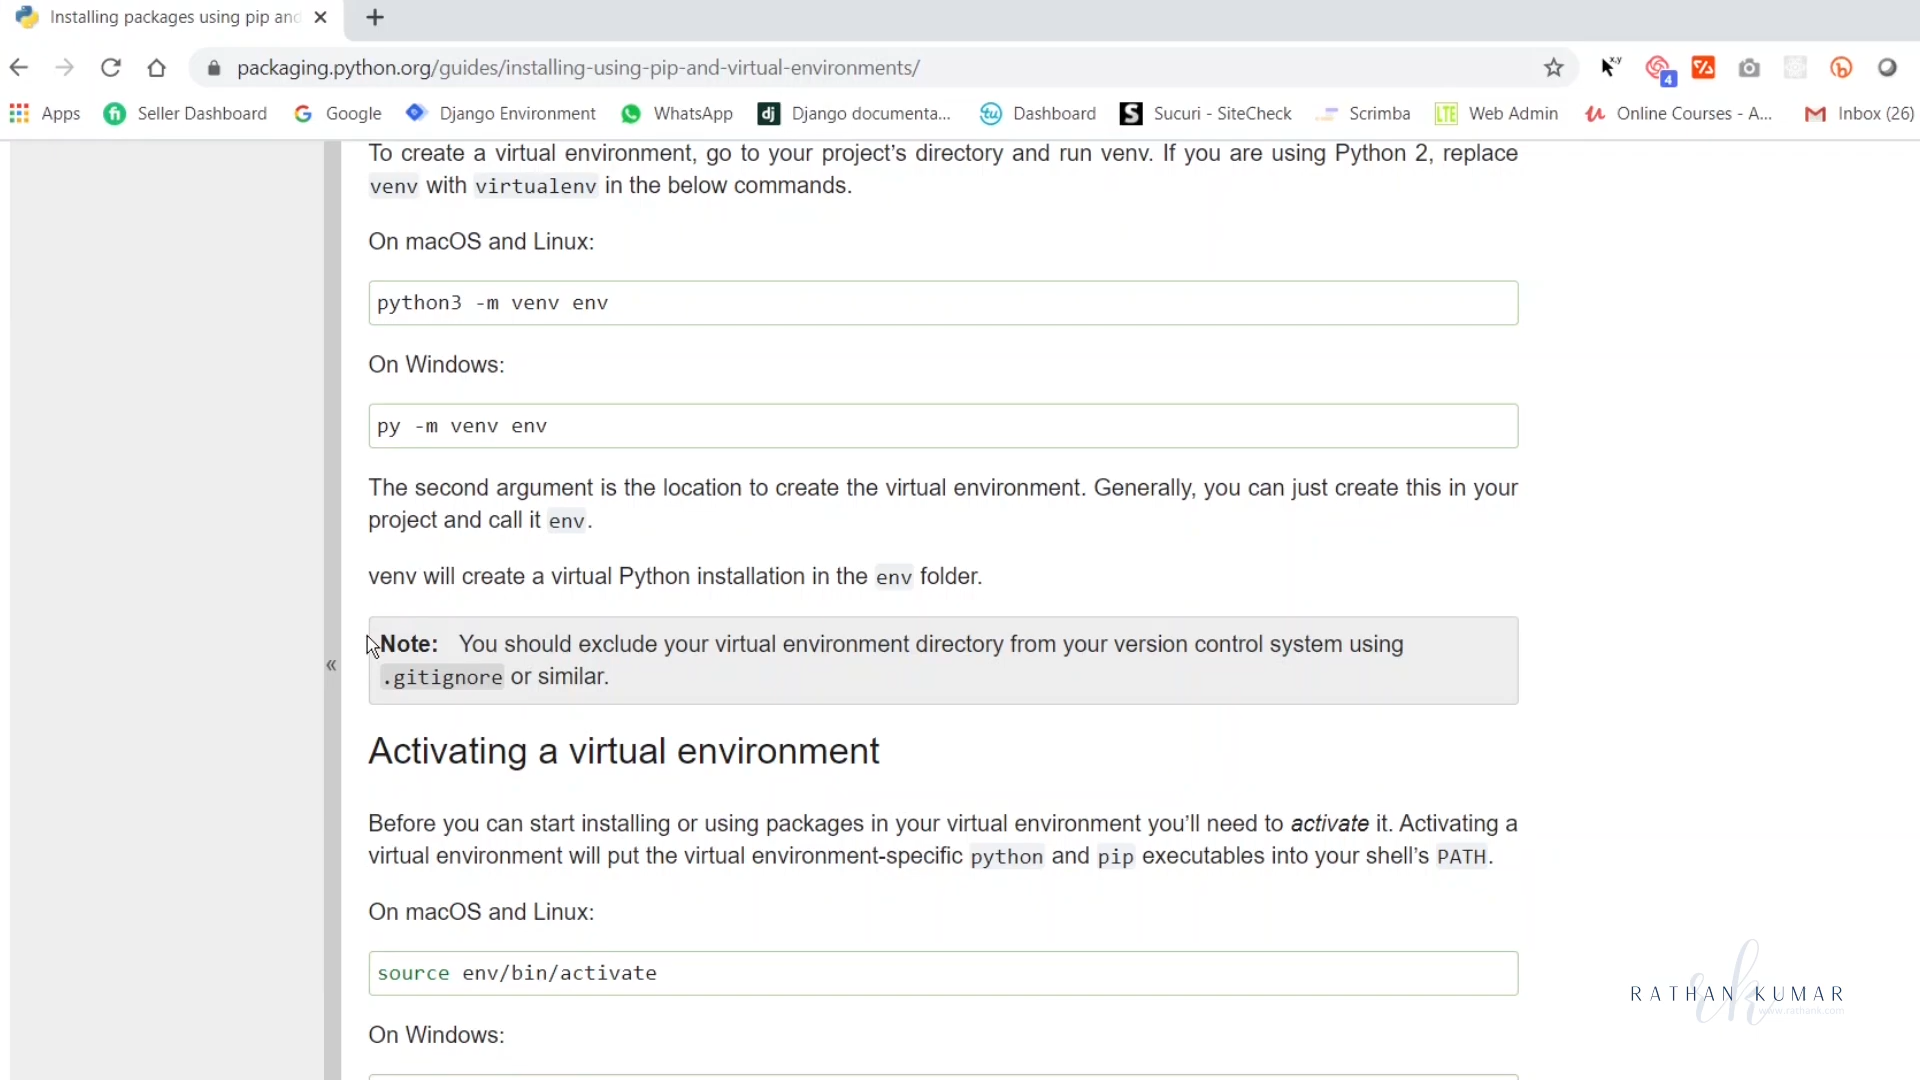 Installing packages using pip and
packaging.python.org/guides/installing-using-pip-and-virtual-environments/
x,y
4
Apps
Seller Dashboard
Google
Django Environment
WhatsApp
dj
Django documenta...
tu
Dashboard
S
Sucuri - SiteCheck
Scrimba
LTE
Web Admin
Online Courses - A...
Inbox (26)
To create a virtual environment, go to your project’s directory and run venv. If you are using Python 2, replace
venv with virtualenv in the below commands.
On macOS and Linux:
python3 -m venv env
On Windows:
py -m venv env
The second argument is the location to create the virtual environment. Generally, you can just create this in your
project and call it env.
venv will create a virtual Python installation in the env folder.
«
Note: You should exclude your virtual environment directory from your version control system using
.gitignore or similar.
Activating a virtual environment
Before you can start installing or using packages in your virtual environment you’ll need to activate it. Activating a
virtual environment will put the virtual environment-specific python and pip executables into your shell’s PATH.
On macOS and Linux:
source env/bin/activate
On Windows:
rk
RATHAN KUMAR
www.rathank.com